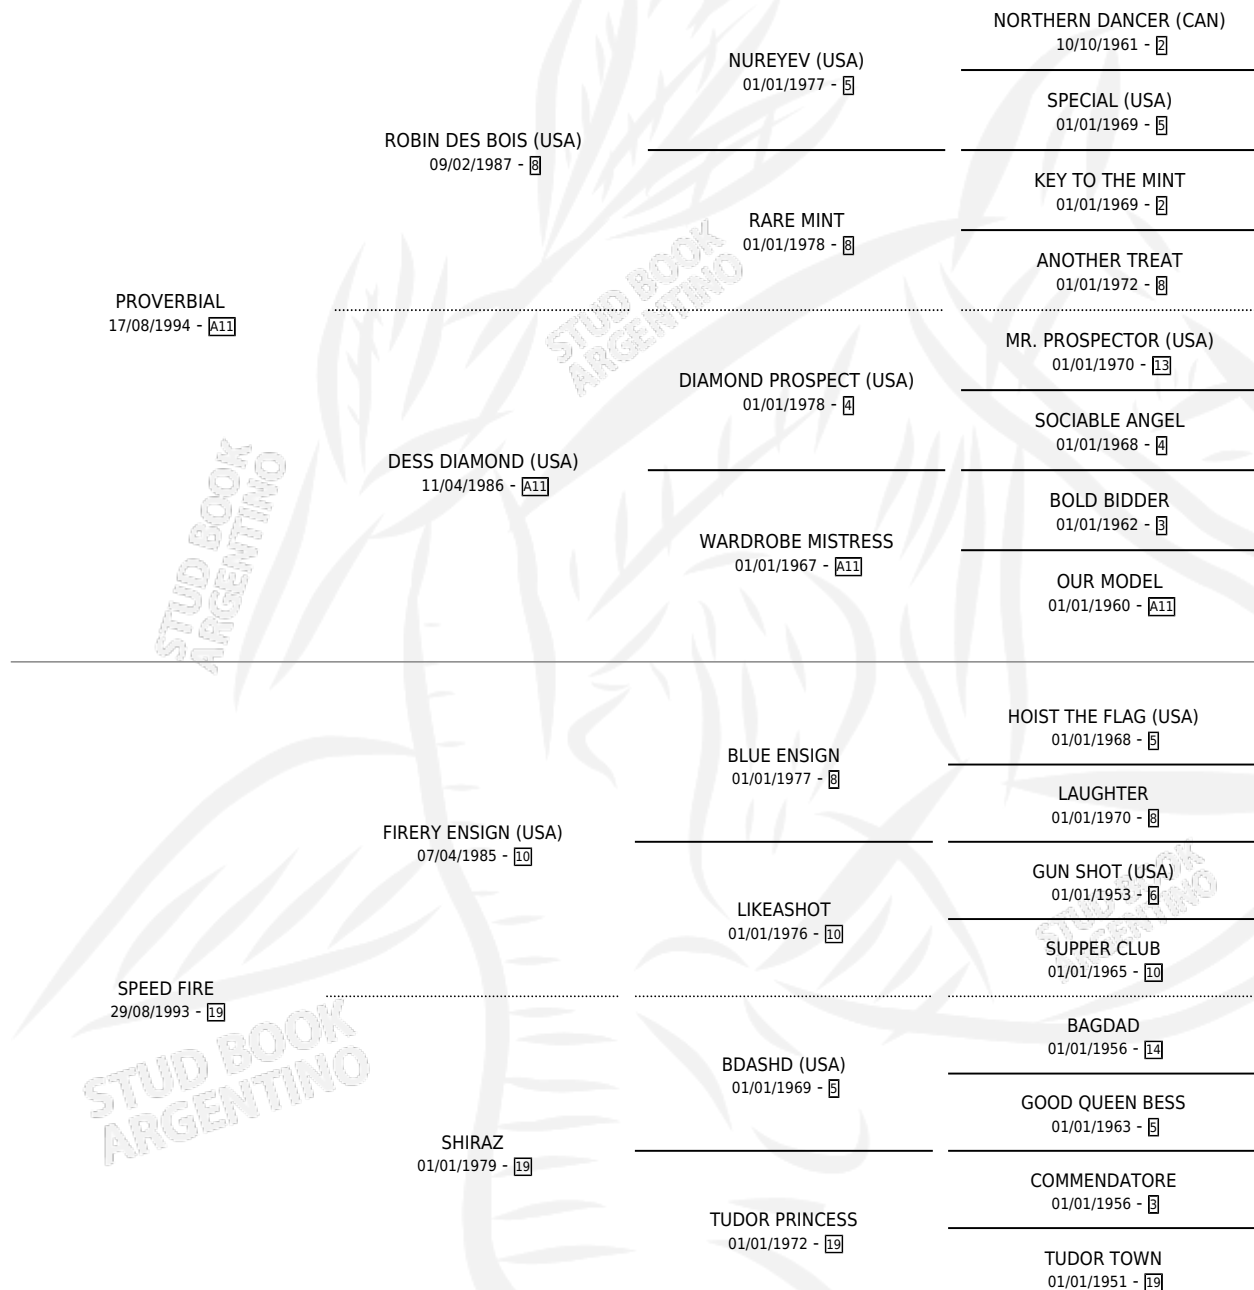 NORTHERN DANCER (CAN)
10/10/1961 - 2
NUREYEV (USA)
01/01/1977 - 5
SPECIAL (USA)
01/01/1969 - 5
ROBIN DES BOIS (USA)
09/02/1987 - 8
KEY TO THE MINT
01/01/1969 - 2
RARE MINT
01/01/1978 - 8
ANOTHER TREAT
01/01/1972 - 8
PROVERBIAL
17/08/1994 - A11
STUD BOOK
ARGENTINO
MR. PROSPECTOR (USA)
01/01/1970 - 13
DIAMOND PROSPECT (USA)
01/01/1978 - 4
SOCIABLE ANGEL
01/01/1968 - 4
DESS DIAMOND (USA)
11/04/1986 - A11
BOLD BIDDER
01/01/1962 - 3
WARDROBE MISTRESS
01/01/1967 - A11
OUR MODEL
01/01/1960 - A11
STUD BOOK
ARGENTINO
HOIST THE FLAG (USA)
01/01/1968 - 5
BLUE ENSIGN
01/01/1977 - 8
LAUGHTER
01/01/1970 - 8
FIRERY ENSIGN (USA)
07/04/1985 - 10
GUN SHOT (USA)
01/01/1953 - 6
LIKEASHOT
01/01/1976 - 10
SUPPER CLUB
01/01/1965 - 10
STUD BOOK
ARGENTINO
SPEED FIRE
29/08/1993 - 19
BAGDAD
01/01/1956 - 14
BDASHD (USA)
01/01/1969 - 5
GOOD QUEEN BESS
01/01/1963 - 5
STUD BOOK
ARGENTINO
SHIRAZ
01/01/1979 - 19
COMMENDATORE
01/01/1956 - 3
TUDOR PRINCESS
01/01/1972 - 19
TUDOR TOWN
01/01/1951 - 19